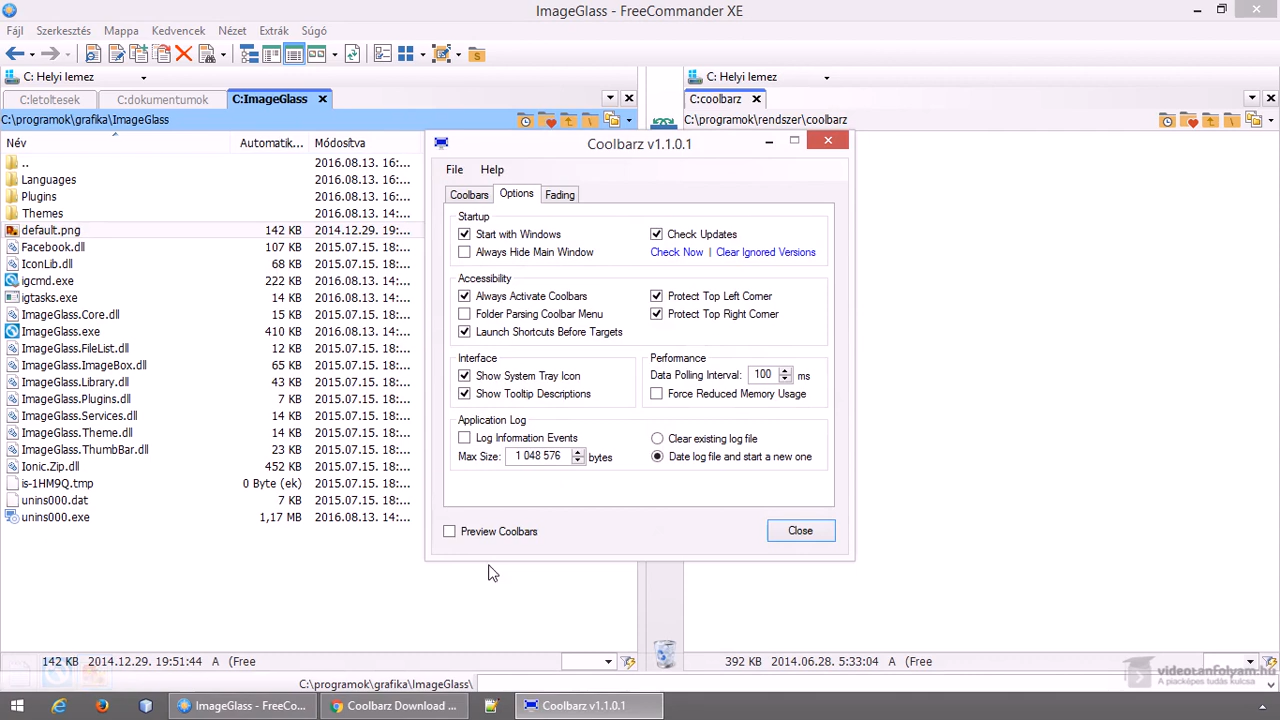 ImageGlass - FreeCommander XE
Fájl Szerkesztés Mappa Kedvencek Nézet Extrák Súgó
C: Helyi lemez
C: Helyi lemez
C:letoltesek C:dokumentumok C:ImageGlass
C:coolbarz
C:\programok\grafika\ImageGlass
C:\programok\rendszer\coolbarz
Név Automatik... Módosítva
.. 2016.08.13. 16:...
Languages 2016.08.13. 16:...
Plugins 2016.08.13. 16:...
Themes 2016.08.13. 16:...
default.png 142 KB 2014.12.29. 19:...
Facebook.dll 107 KB 2015.07.15. 18:...
IconLib.dll 68 KB 2015.07.15. 18:...
igcmd.exe 222 KB 2016.08.13. 14:...
igtasks.exe 14 KB 2016.08.13. 14:...
ImageGlass.Core.dll 15 KB 2015.07.15. 18:...
ImageGlass.exe 410 KB 2016.08.13. 14:...
ImageGlass.FileList.dll 12 KB 2015.07.15. 18:...
ImageGlass.ImageBox.dll 65 KB 2015.07.15. 18:...
ImageGlass.Library.dll 43 KB 2015.07.15. 18:...
ImageGlass.Plugins.dll 7 KB 2015.07.15. 18:...
ImageGlass.Services.dll 14 KB 2015.07.15. 18:...
ImageGlass.Theme.dll 14 KB 2015.07.15. 18:...
ImageGlass.ThumbBar.dll 23 KB 2015.07.15. 18:...
Ionic.Zip.dll 452 KB 2015.07.15. 18:...
is-1HM9Q.tmp 0 Byte (ek) 2015.07.15. 18:...
unins000.dat 7 KB 2015.07.15. 18:...
unins000.exe 1,17 MB 2016.08.13. 14:...
Coolbarz v1.1.0.1
File Help
Coolbars Options Fading
Startup
Start with Windows Check Updates
Always Hide Main Window Check Now | Clear Ignored Versions
Accessibility
Always Activate Coolbars Protect Top Left Corner
Folder Parsing Coolbar Menu Protect Top Right Corner
Launch Shortcuts Before Targets
Interface Performance
Show System Tray Icon Data Polling Interval: 100 ms
Show Tooltip Descriptions Force Reduced Memory Usage
Application Log
Log Information Events Clear existing log file
Max Size: 1 048 576 bytes Date log file and start a new one
Preview Coolbars Close
142 KB 2014.12.29. 19:51:44 A (Free
392 KB 2014.06.28. 5:33:04 A (Free
C:\programok\grafika\ImageGlass\
videotanfolyam.hu
A piacképes tudás kulcsa
ImageGlass - FreeCo... Coolbarz Download ... Coolbarz v1.1.0.1